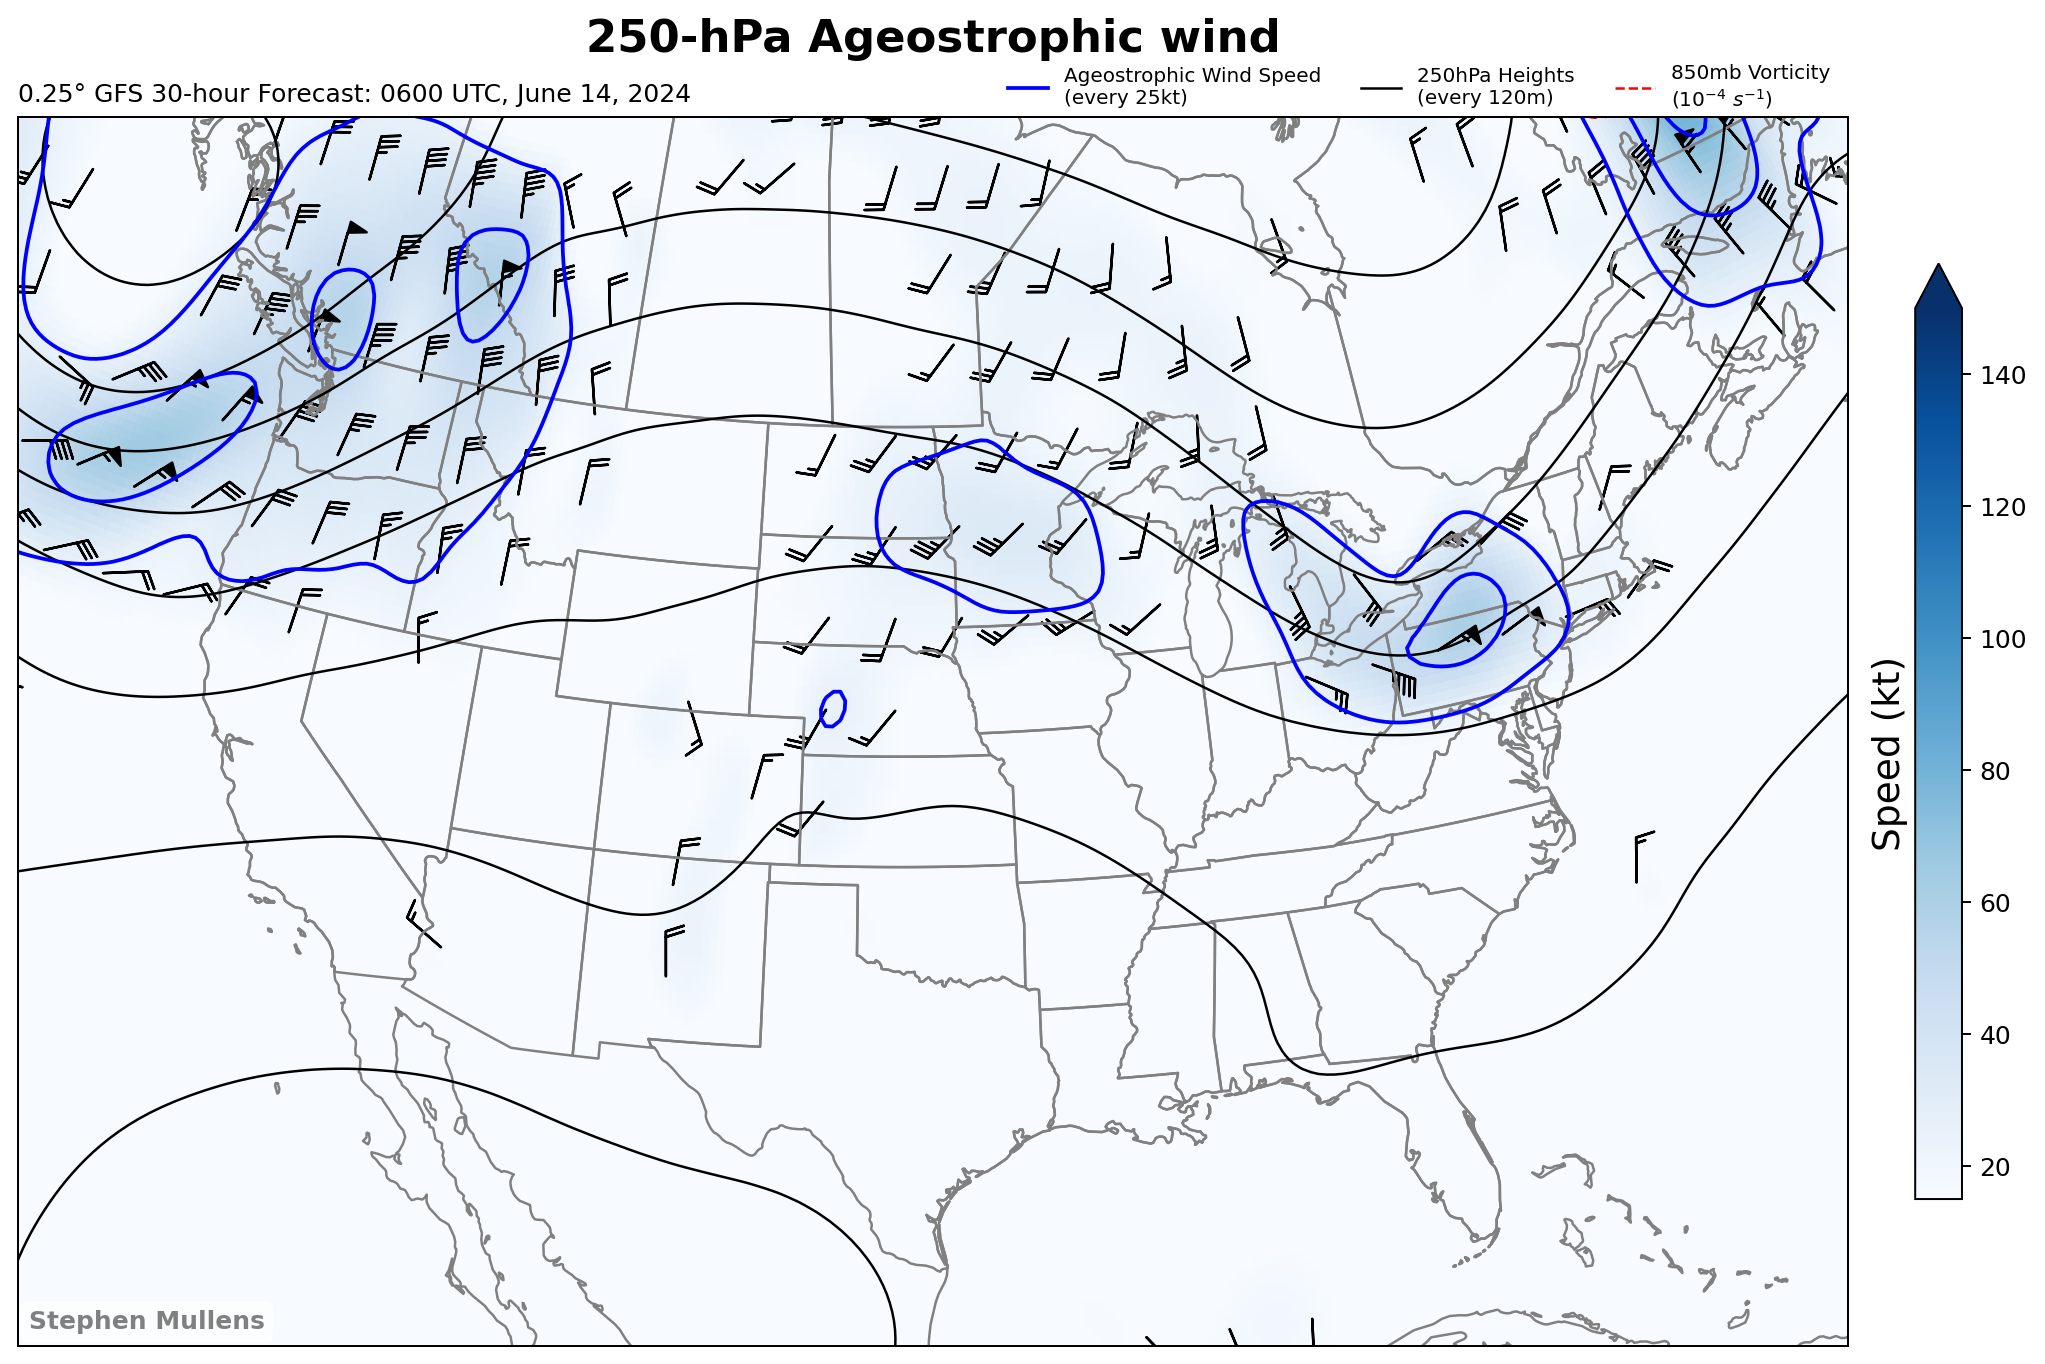 250-hPa Ageostrophic wind
0.25° GFS 30-hour Forecast: 0600 UTC, June 14, 2024
Ageostrophic Wind Speed
(every 25kt)
250hPa Heights
(every 120m)
850mb Vorticity
(10⁻⁴ s⁻¹)
140
120
100
80
60
40
20
Speed (kt)
Stephen Mullens